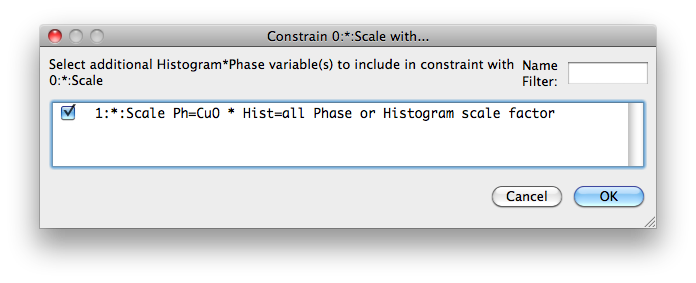 Constrain 0:*:Scale with...
Select additional Histogram*Phase variable(s) to include in constraint with
0:*:Scale
Name
Filter:
1:*:Scale Ph=CuO * Hist=all Phase or Histogram scale factor
Cancel
OK